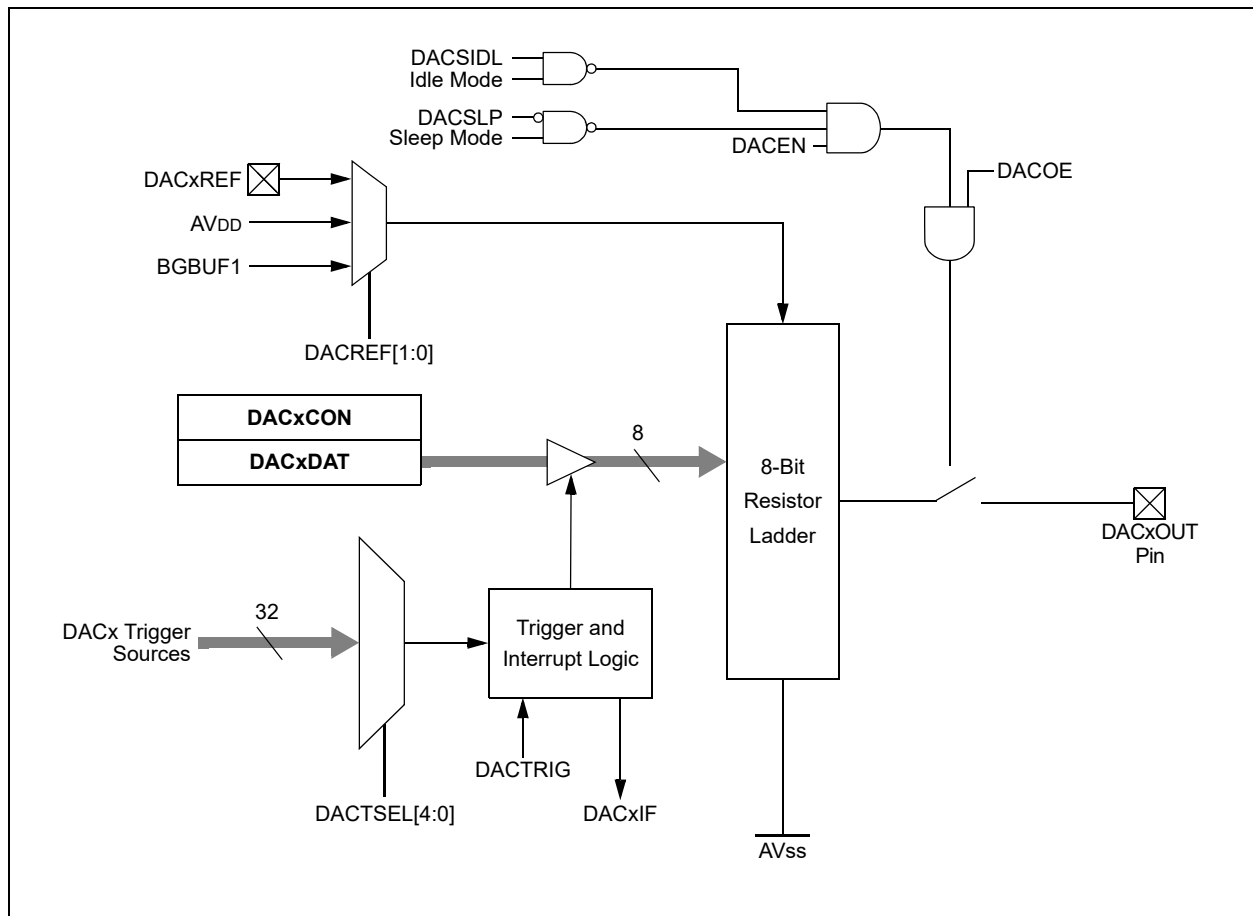 DACSIDL
Idle Mode
DACSLP
Sleep Mode
DACEN
DACOE
DACxREF
AVDD
BGBUF1
DACREF[1:0]
DACxCON
DACxDAT
8
8-Bit
Resistor
Ladder
DACxOUT
Pin
32
DACx Trigger
Sources
Trigger and
Interrupt Logic
DACTRIG
DACTSEL[4:0]
DACxIF
AVss